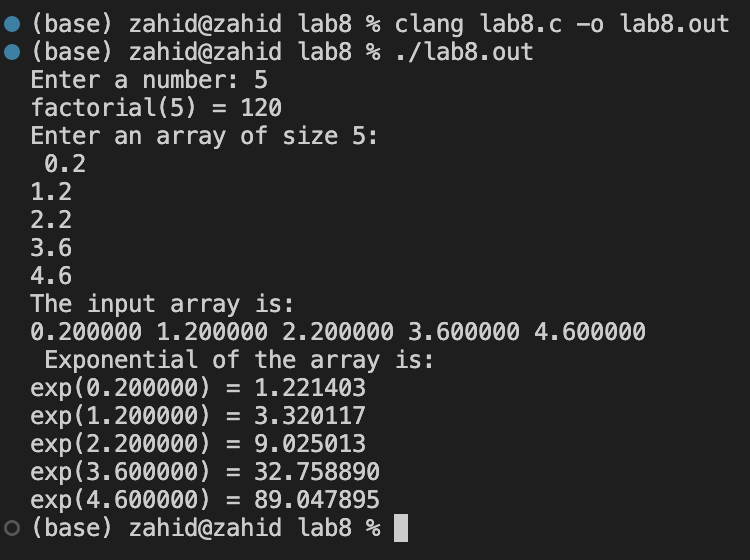 (base) zahid@zahid lab8 % clang lab8.c -o lab8.out
(base) zahid@zahid lab8 % ./lab8.out
Enter a number: 5
factorial(5) = 120
Enter an array of size 5:
 0.2
1.2
2.2
3.6
4.6
The input array is:
0.200000 1.200000 2.200000 3.600000 4.600000
 Exponential of the array is:
exp(0.200000) = 1.221403
exp(1.200000) = 3.320117
exp(2.200000) = 9.025013
exp(3.600000) = 32.758890
exp(4.600000) = 89.047895
(base) zahid@zahid lab8 %